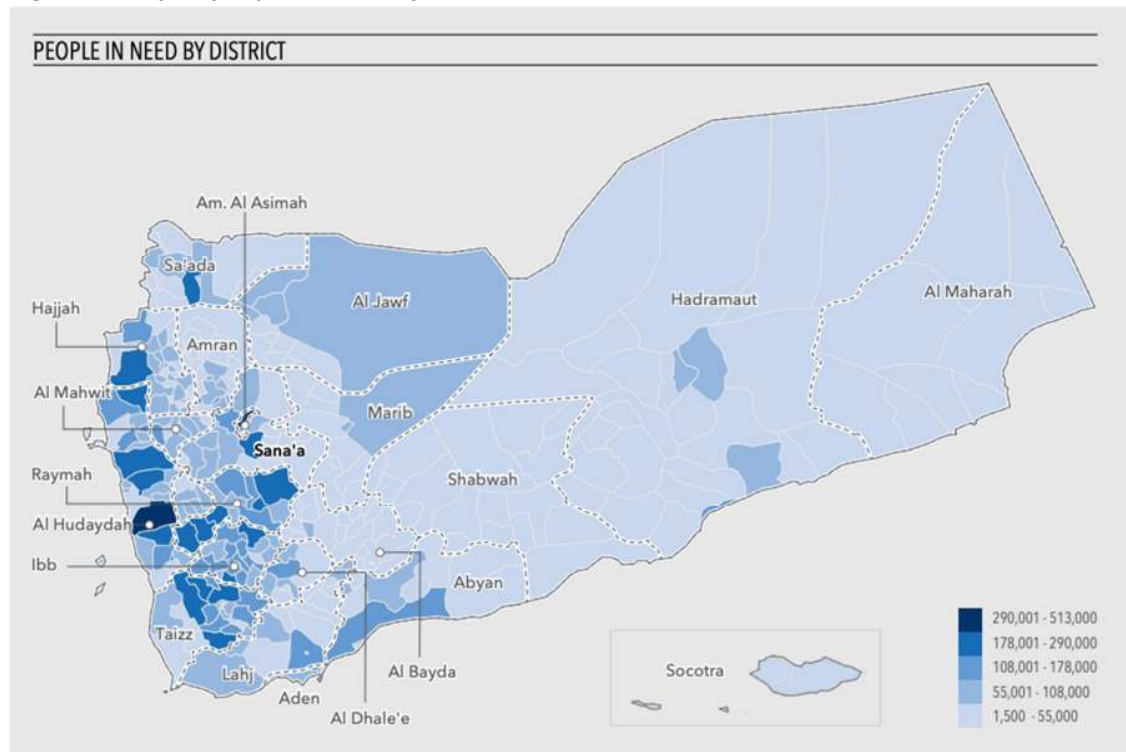 PEOPLE IN NEED BY DISTRICT
Am. Al Asimah
Sa'ada
Hajjah
Al Jawf
Hadramaut
Al Maharah
Amran
Al Mahwit
Marib
Sana'a
Raymah
Shabwah
Al Hudaydah
Ibb
Abyan
Taizz
Lahj
Aden
Al Bayda
Al Dhale'e
Socotra
290,001 - 513,000
178,001 - 290,000
108,001 - 178,000
55,001 - 108,000
1,500 - 55,000